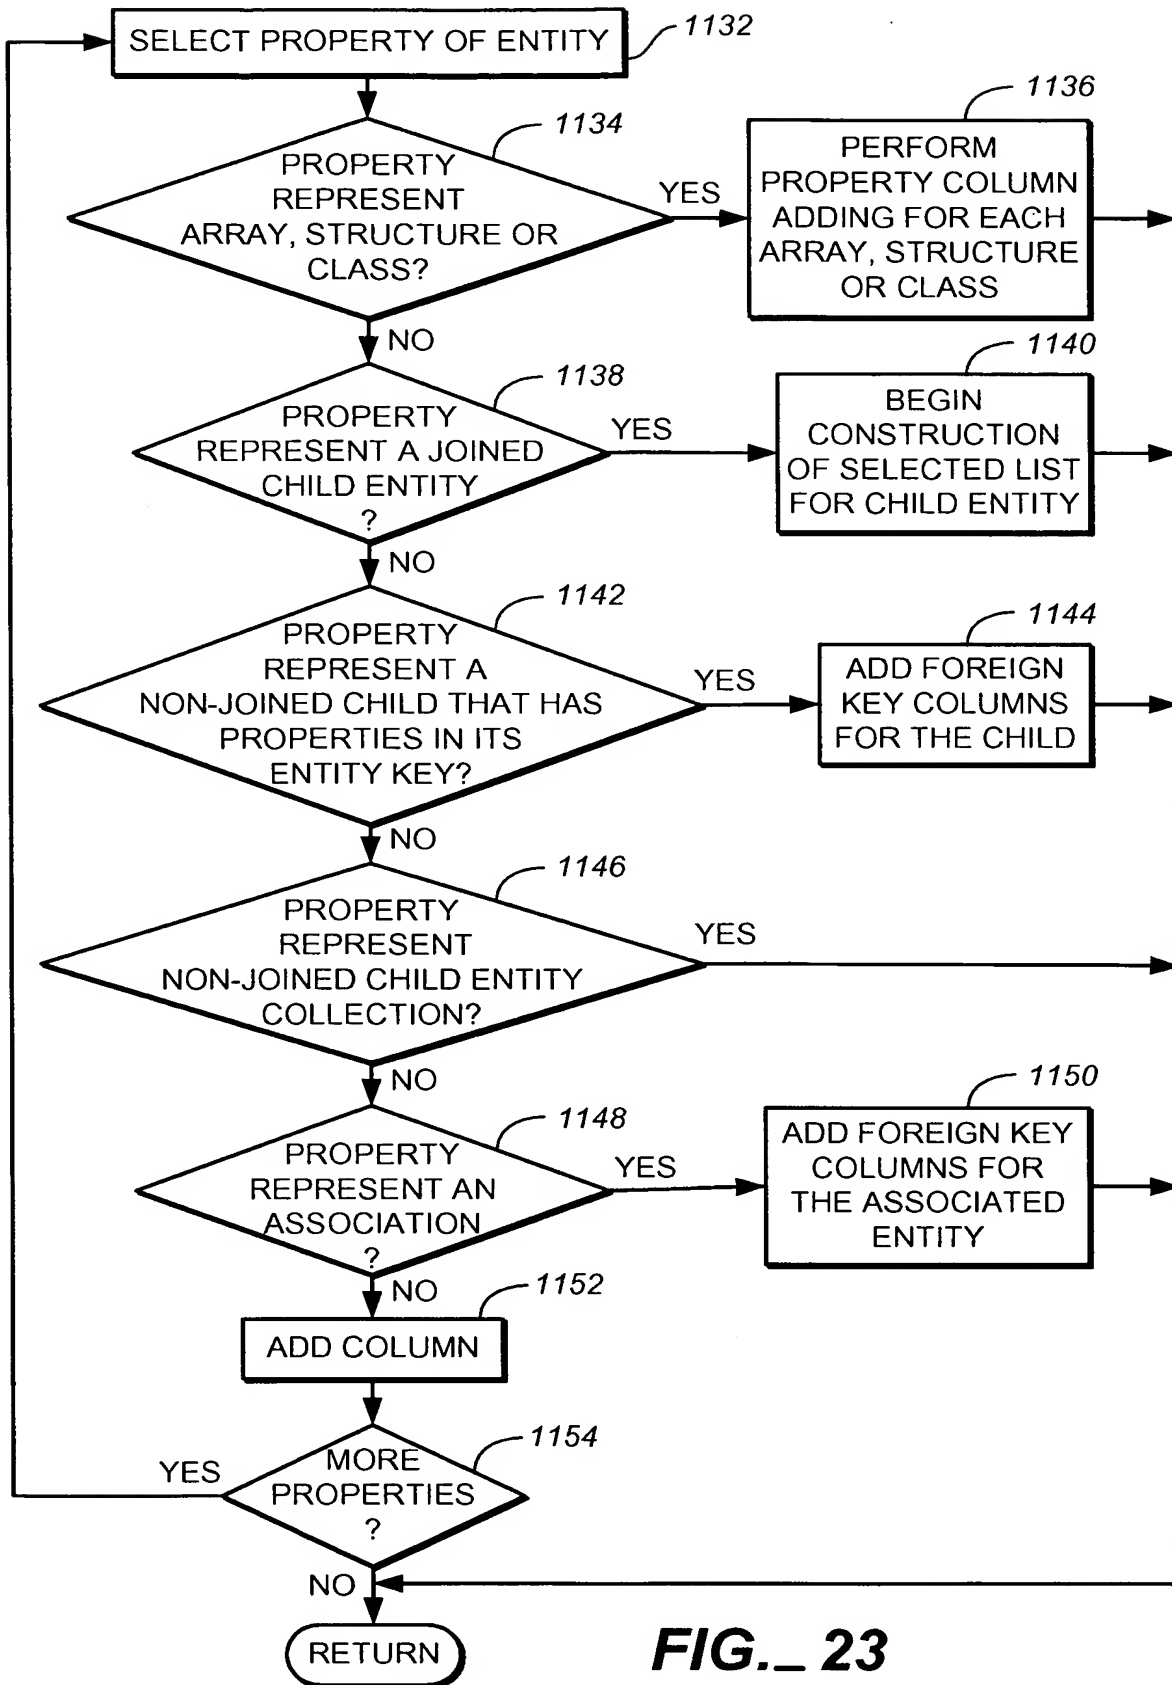 SELECT PROPERTY OF ENTITY
1132
1134
PROPERTY
REPRESENT
ARRAY, STRUCTURE OR
CLASS?
YES
1136
PERFORM
PROPERTY COLUMN
ADDING FOR EACH
ARRAY, STRUCTURE
OR CLASS
NO
1138
PROPERTY
REPRESENT A JOINED
CHILD ENTITY
?
YES
1140
BEGIN
CONSTRUCTION
OF SELECTED LIST
FOR CHILD ENTITY
NO
1142
PROPERTY
REPRESENT A
NON-JOINED CHILD THAT HAS
PROPERTIES IN ITS
ENTITY KEY?
YES
1144
ADD FOREIGN
KEY COLUMNS
FOR THE CHILD
NO
1146
PROPERTY
REPRESENT
NON-JOINED CHILD ENTITY
COLLECTION?
YES
NO
1148
PROPERTY
REPRESENT AN
ASSOCIATION
?
YES
1150
ADD FOREIGN KEY
COLUMNS FOR
THE ASSOCIATED
ENTITY
NO
1152
ADD COLUMN
1154
MORE
PROPERTIES
?
YES
NO
RETURN
FIG._ 23